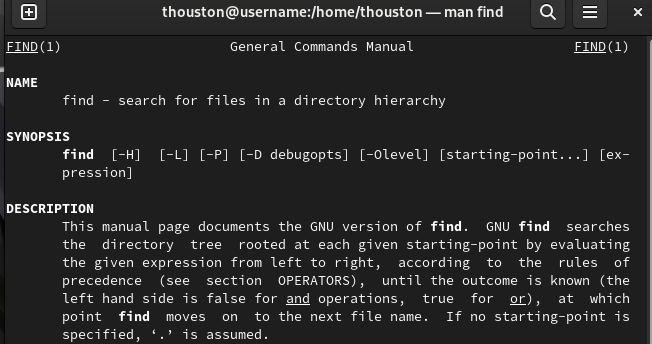 thouston@username:/home/thouston — man find
FIND(1) General Commands Manual FIND(1)
NAME
find - search for files in a directory hierarchy
SYNOPSIS
find [-H] [-L] [-P] [-D debugopts] [-Olevel] [starting-point...] [ex-
pression]
DESCRIPTION
This manual page documents the GNU version of find. GNU find searches
the directory tree rooted at each given starting-point by evaluating
the given expression from left to right, according to the rules of
precedence (see section OPERATORS), until the outcome is known (the
left hand side is false for and operations, true for or), at which
point find moves on to the next file name. If no starting-point is
specified, ‘.’ is assumed.